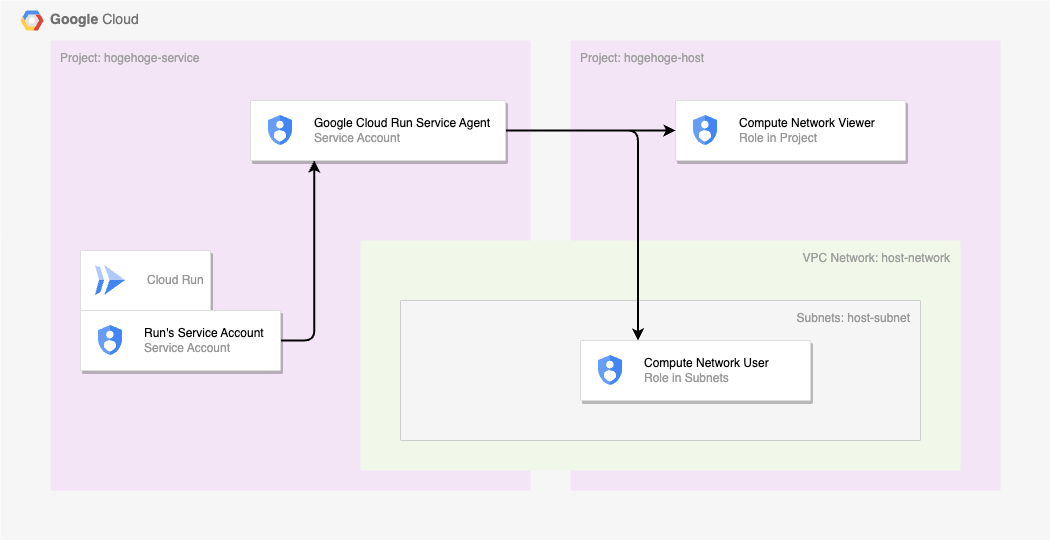 Google Cloud
Project: hogehoge-service
Project: hogehoge-host
Google Cloud Run Service Agent
Service Account
Compute Network Viewer
Role in Project
VPC Network: host-network
Cloud Run
Run's Service Account
Service Account
Subnets: host-subnet
Compute Network User
Role in Subnets